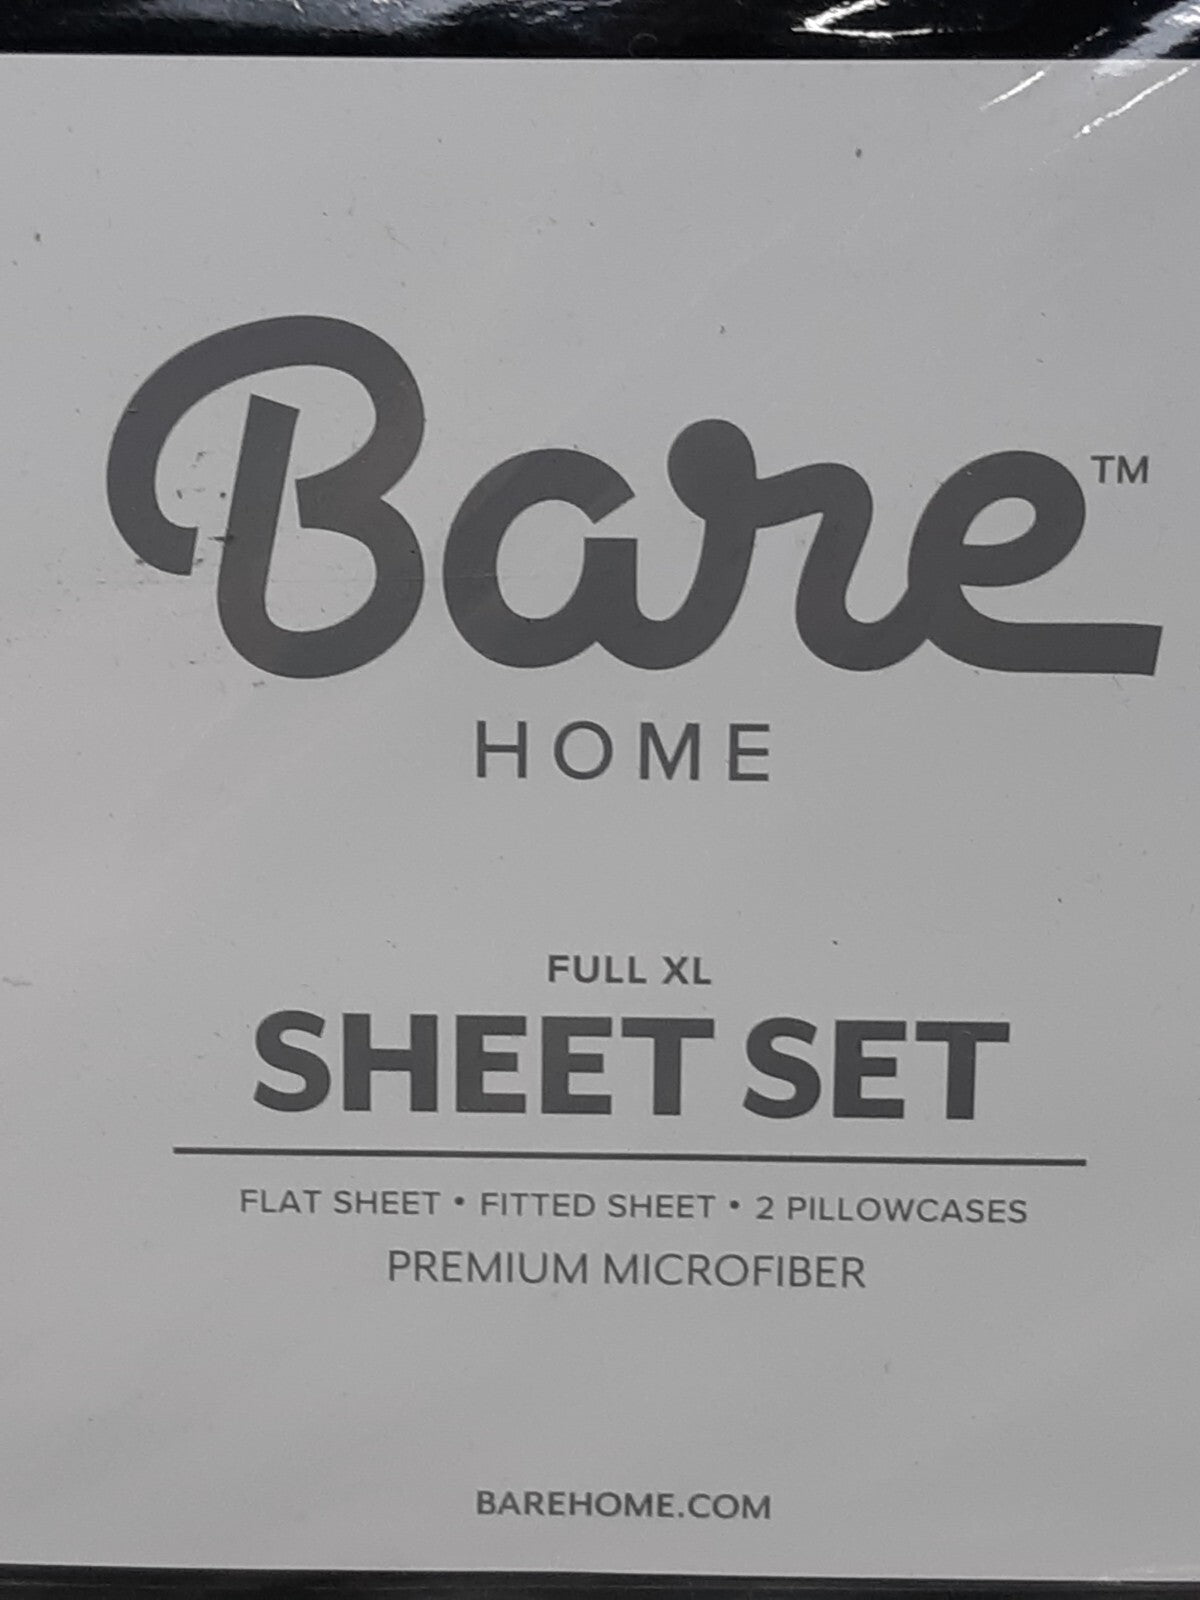 Bare™
HOME
FULL XL
SHEET SET
FLAT SHEET • FITTED SHEET • 2 PILLOWCASES
PREMIUM MICROFIBER
BAREHOME.COM